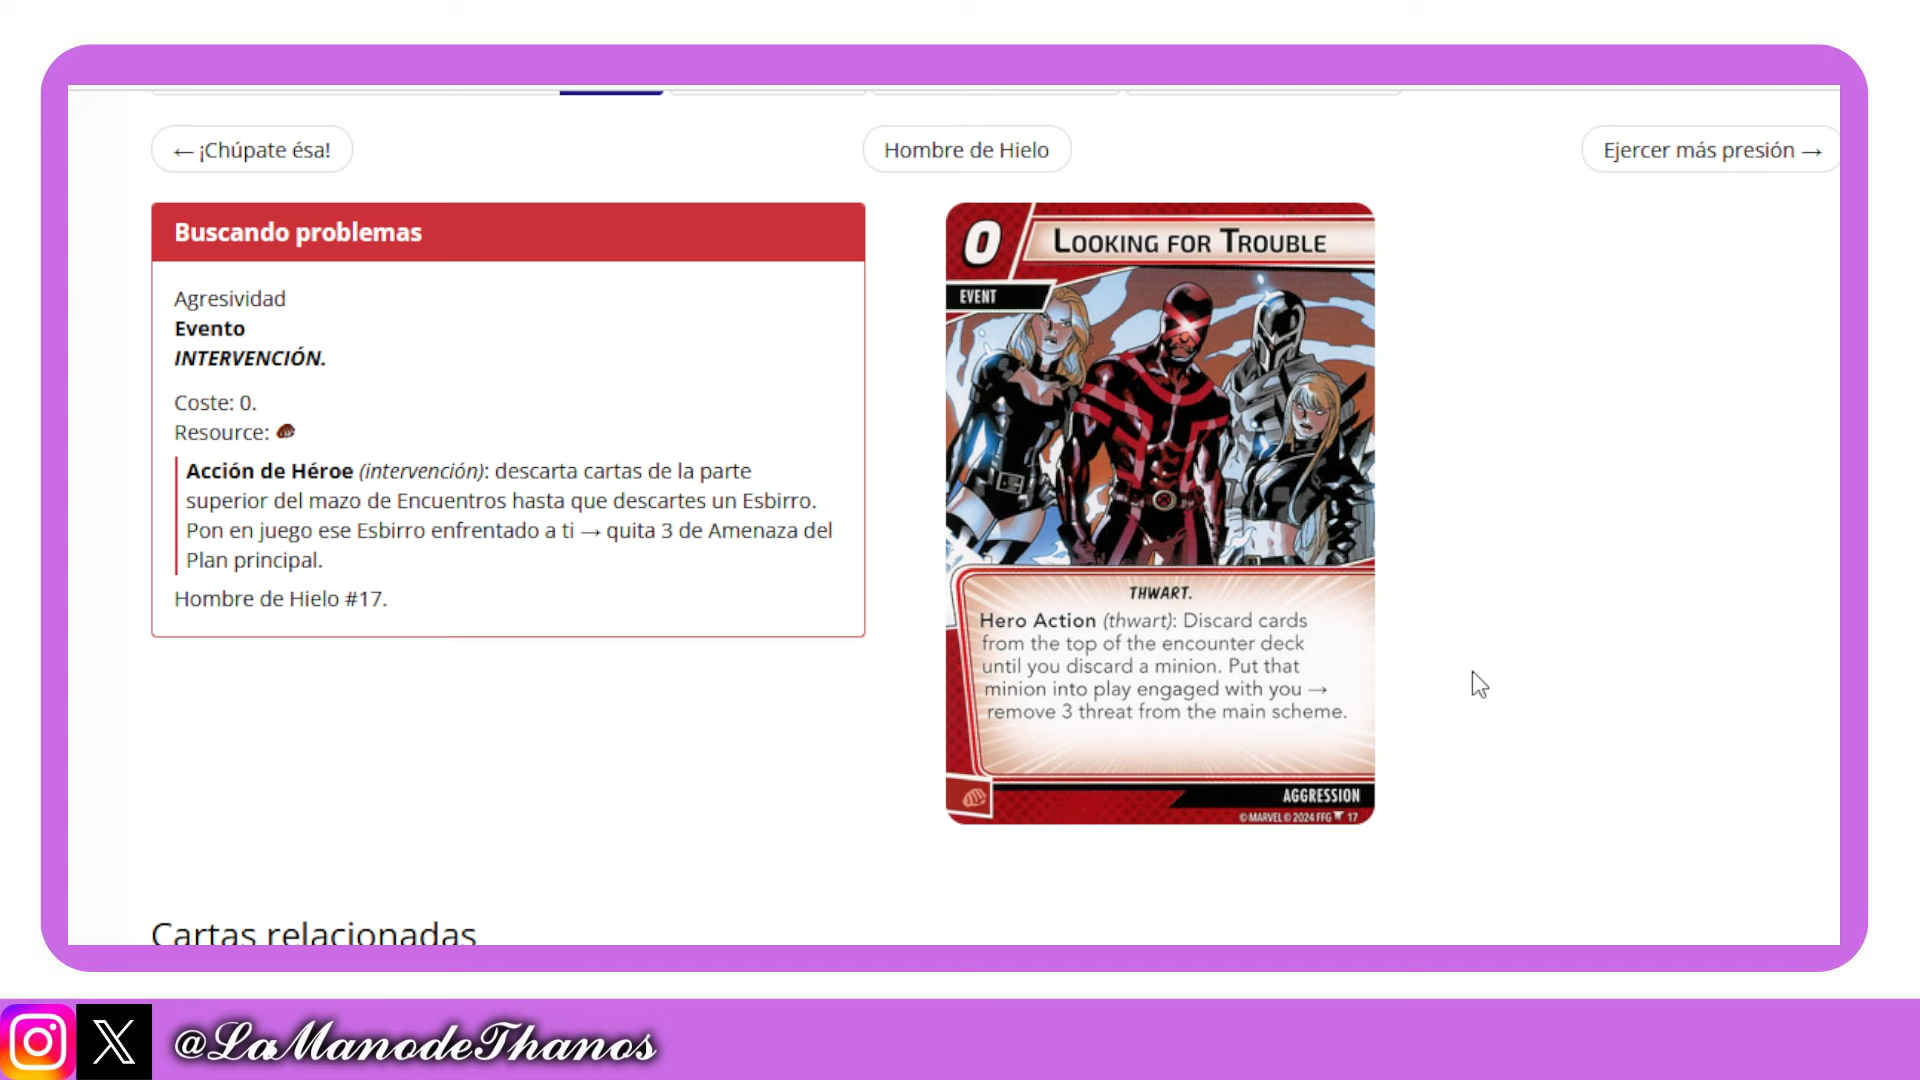 ← ¡Chúpate ésa!
Hombre de Hielo
Ejercer más presión →
Buscando problemas
Agresividad
Evento
INTERVENCIÓN.
Coste: 0.
Resource:
Acción de Héroe (intervención): descarta cartas de la parte
superior del mazo de Encuentros hasta que descartes un Esbirro.
Pon en juego ese Esbirro enfrentado a ti → quita 3 de Amenaza del
Plan principal.
Hombre de Hielo #17.
0
LOOKING FOR TROUBLE
EVENT
THWART.
Hero Action (thwart): Discard cards
from the top of the encounter deck
until you discard a minion. Put that
minion into play engaged with you →
remove 3 threat from the main scheme.
AGGRESSION
© MARVEL © 2024 FFG 17
Cartas relacionadas
@LaManodeThanos